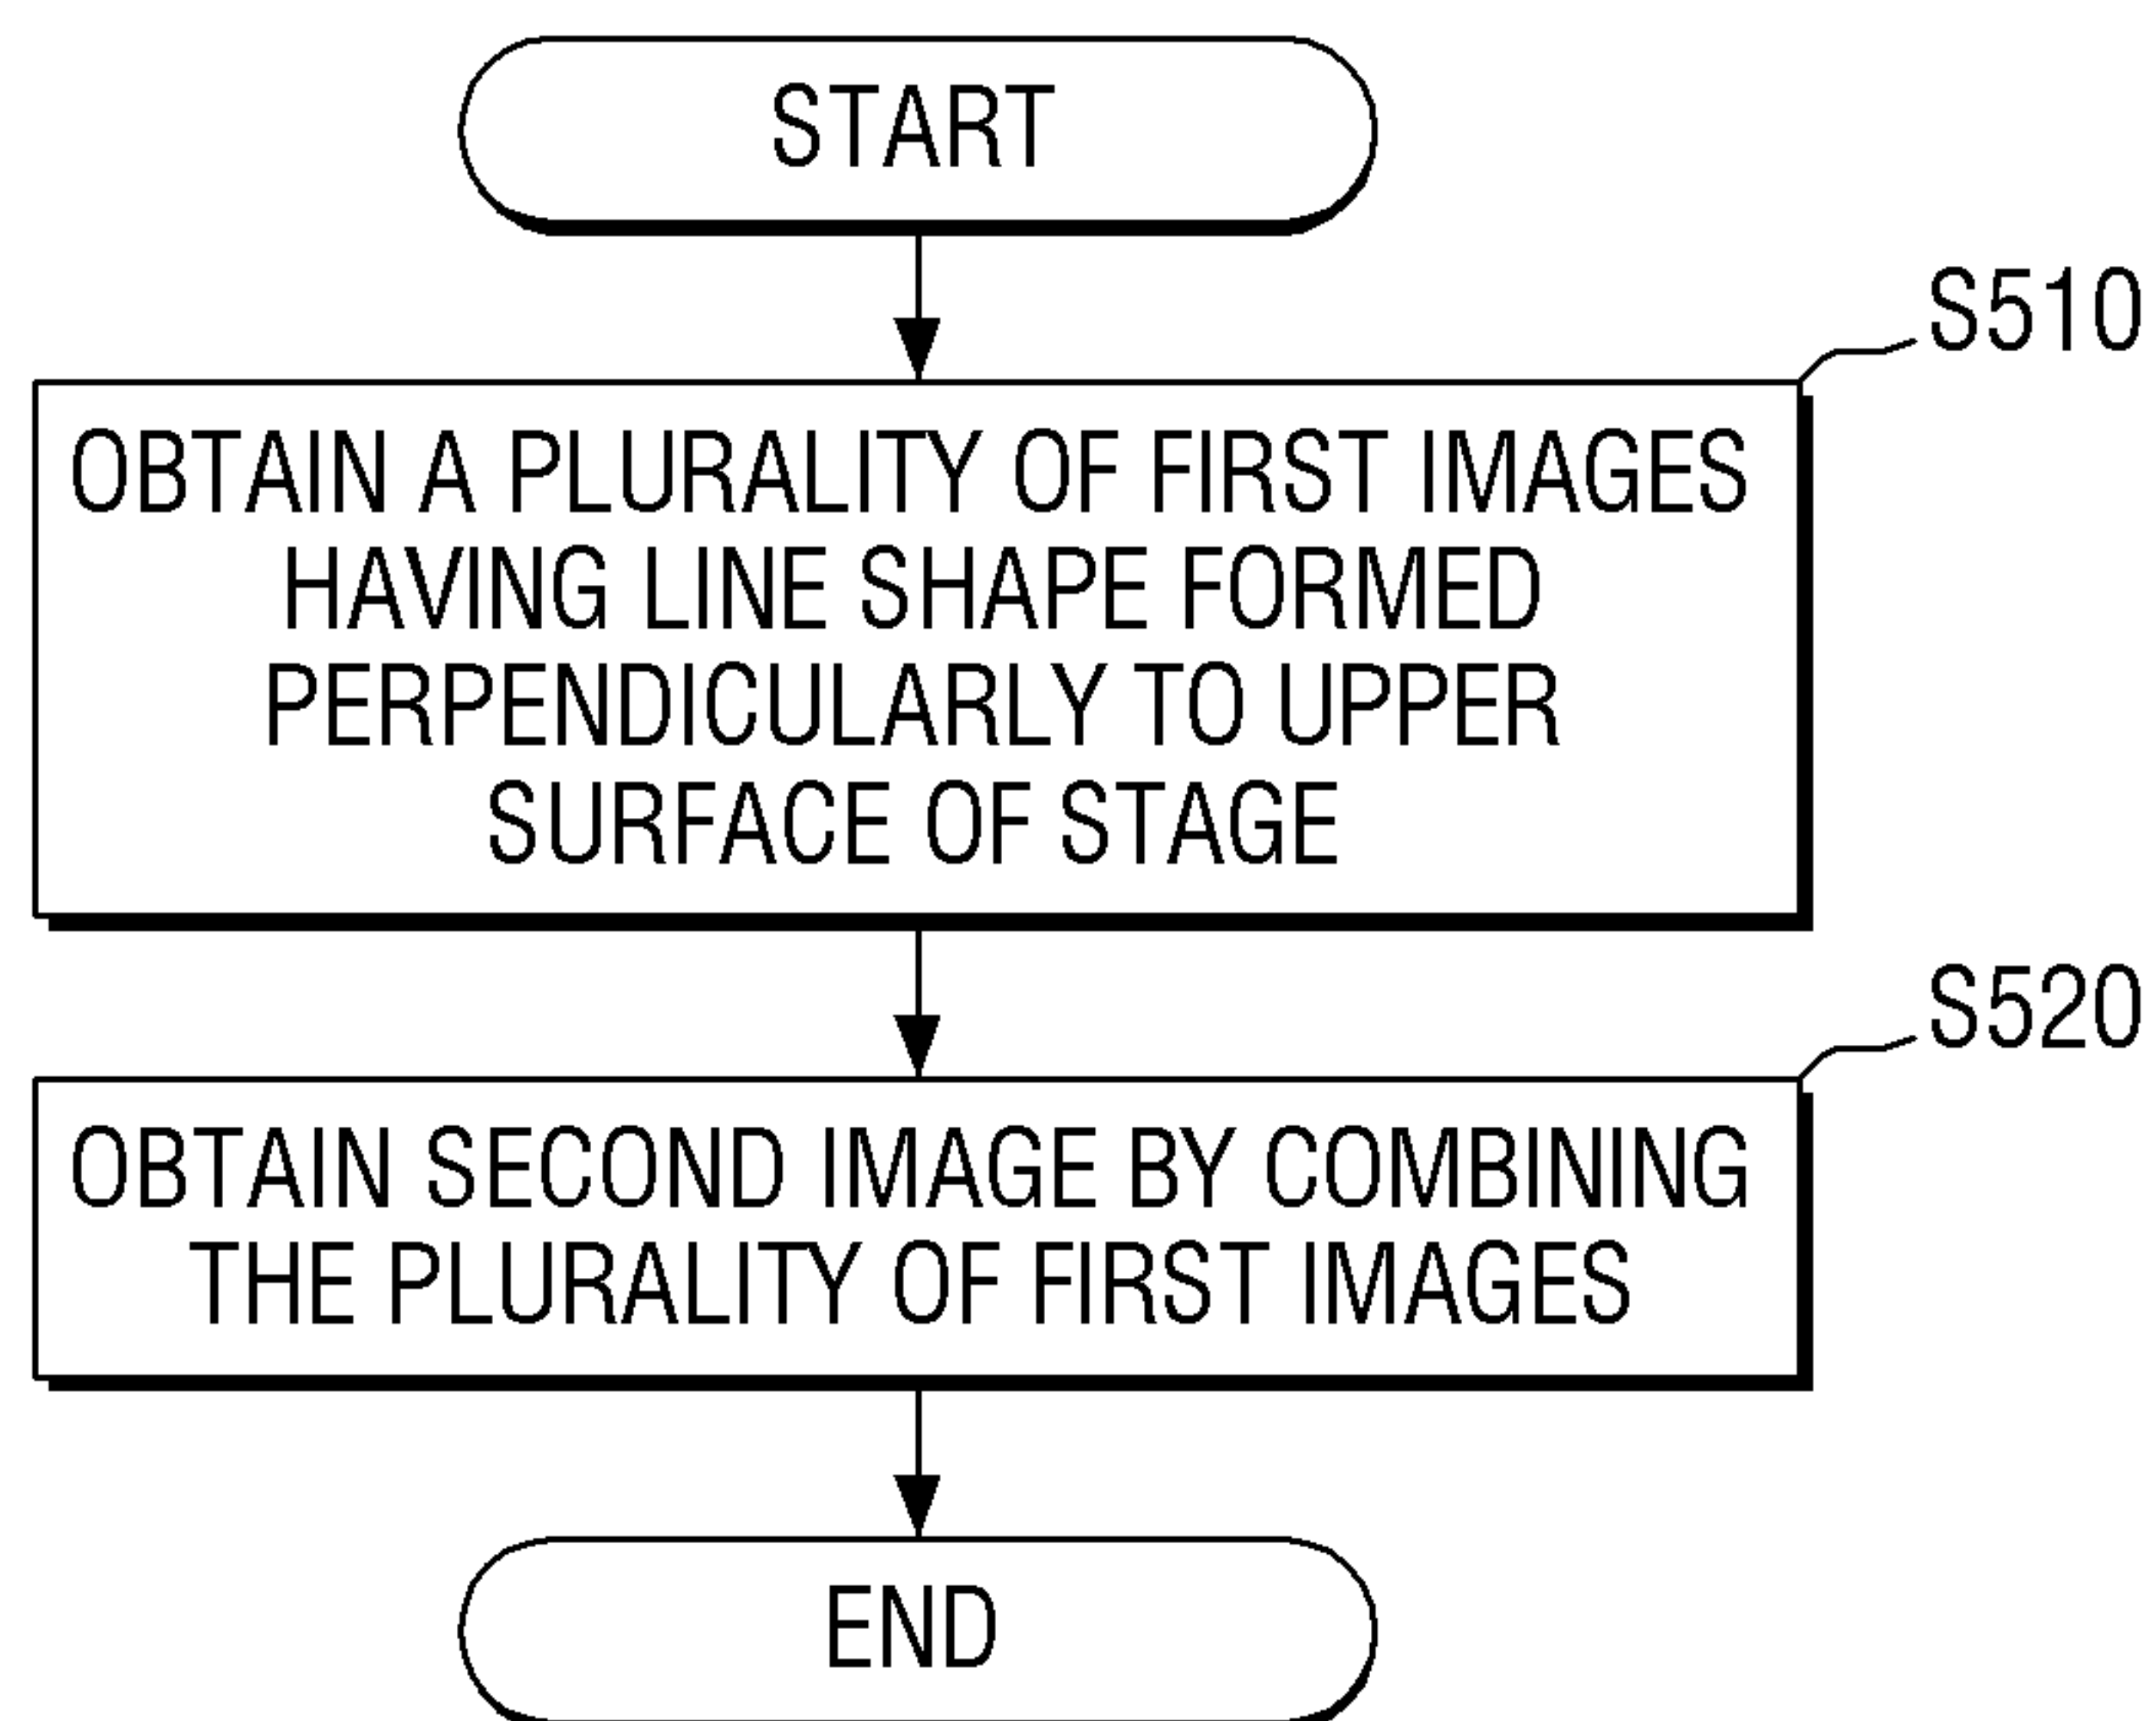 START
S510
OBTAIN A PLURALITY OF FIRST IMAGES
HAVING LINE SHAPE FORMED
PERPENDICULARLY TO UPPER
SURFACE OF STAGE
S520
OBTAIN SECOND IMAGE BY COMBINING
THE PLURALITY OF FIRST IMAGES
END